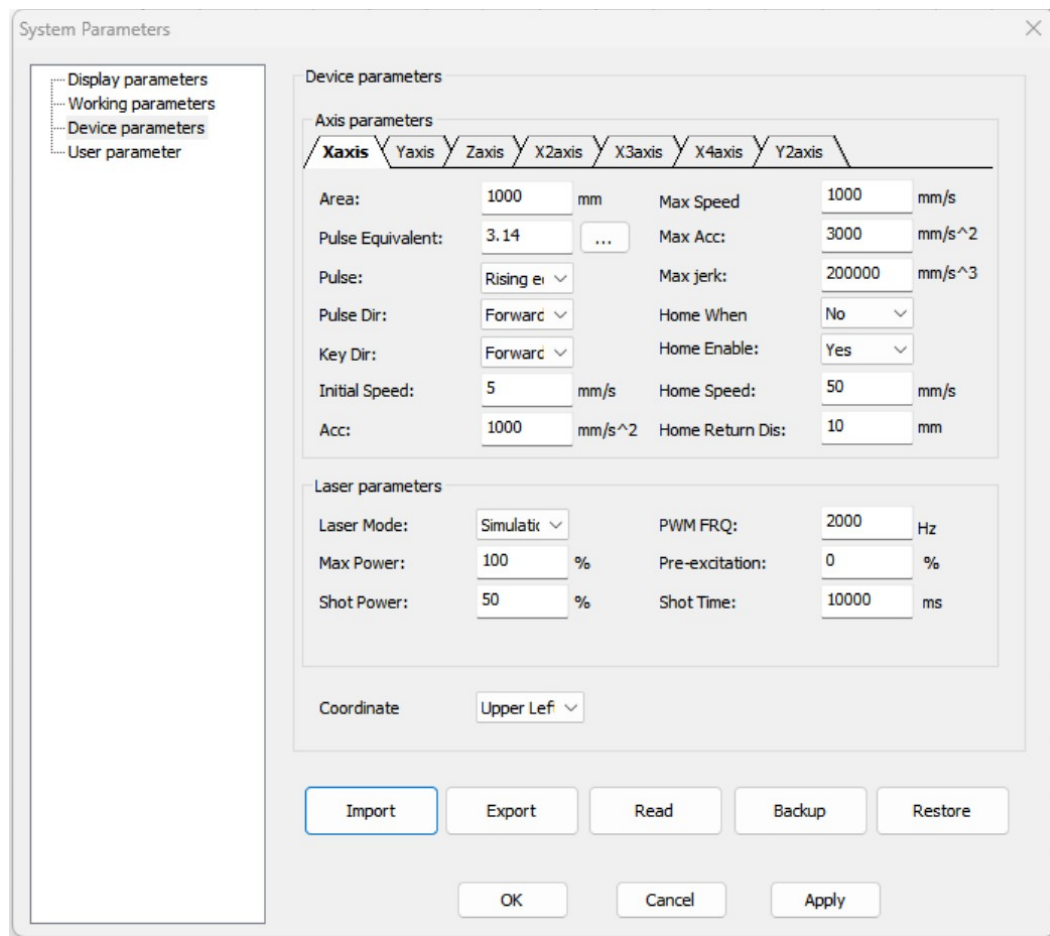 System Parameters
Display parameters
Working parameters
Device parameters
User parameter
Device parameters
Axis parameters
Xaxis Yaxis Zaxis X2axis X3axis X4axis Y2axis
Area: 1000 mm Max Speed 1000 mm/s
Pulse Equivalent: 3.14 ... Max Acc: 3000 mm/s^2
Pulse: Rising e Max jerk: 200000 mm/s^3
Pulse Dir: Forward Home When No
Key Dir: Forward Home Enable: Yes
Initial Speed: 5 mm/s Home Speed: 50 mm/s
Acc: 1000 mm/s^2 Home Return Dis: 10 mm
Laser parameters
Laser Mode: Simulatic PWM FRQ: 2000 Hz
Max Power: 100 % Pre-excitation: 0 %
Shot Power: 50 % Shot Time: 10000 ms
Coordinate Upper Lef
Import Export Read Backup Restore
OK Cancel Apply